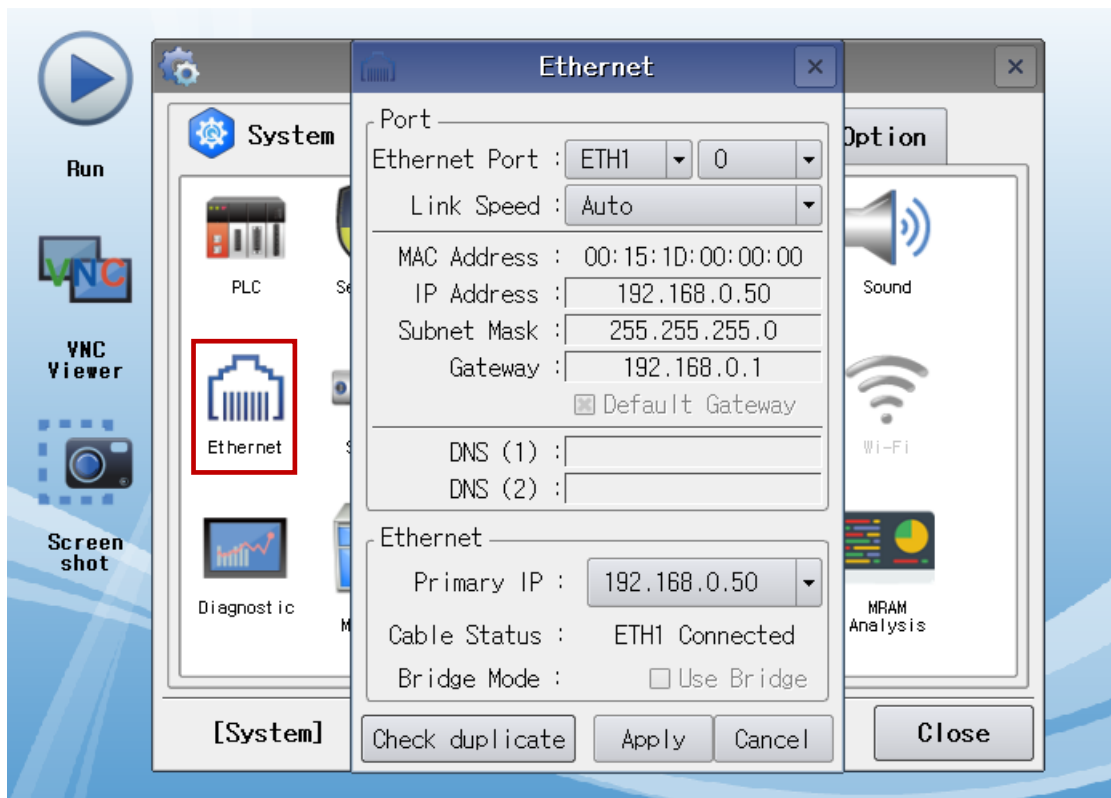 Run
VNC
VNC
Viewer
Screen
shot
System
Option
PLC
Se
Sound
Ethernet
S
Wi-Fi
Diagnostic
M
MRAM
Analysis
[System]
Close
Ethernet
Port
Ethernet Port : ETH1 0
Link Speed : Auto
MAC Address : 00:15:1D:00:00:00
IP Address : 192.168.0.50
Subnet Mask : 255.255.255.0
Gateway : 192.168.0.1
Default Gateway
DNS (1) :
DNS (2) :
Ethernet
Primary IP : 192.168.0.50
Cable Status : ETH1 Connected
Bridge Mode : Use Bridge
Check duplicate Apply Cancel